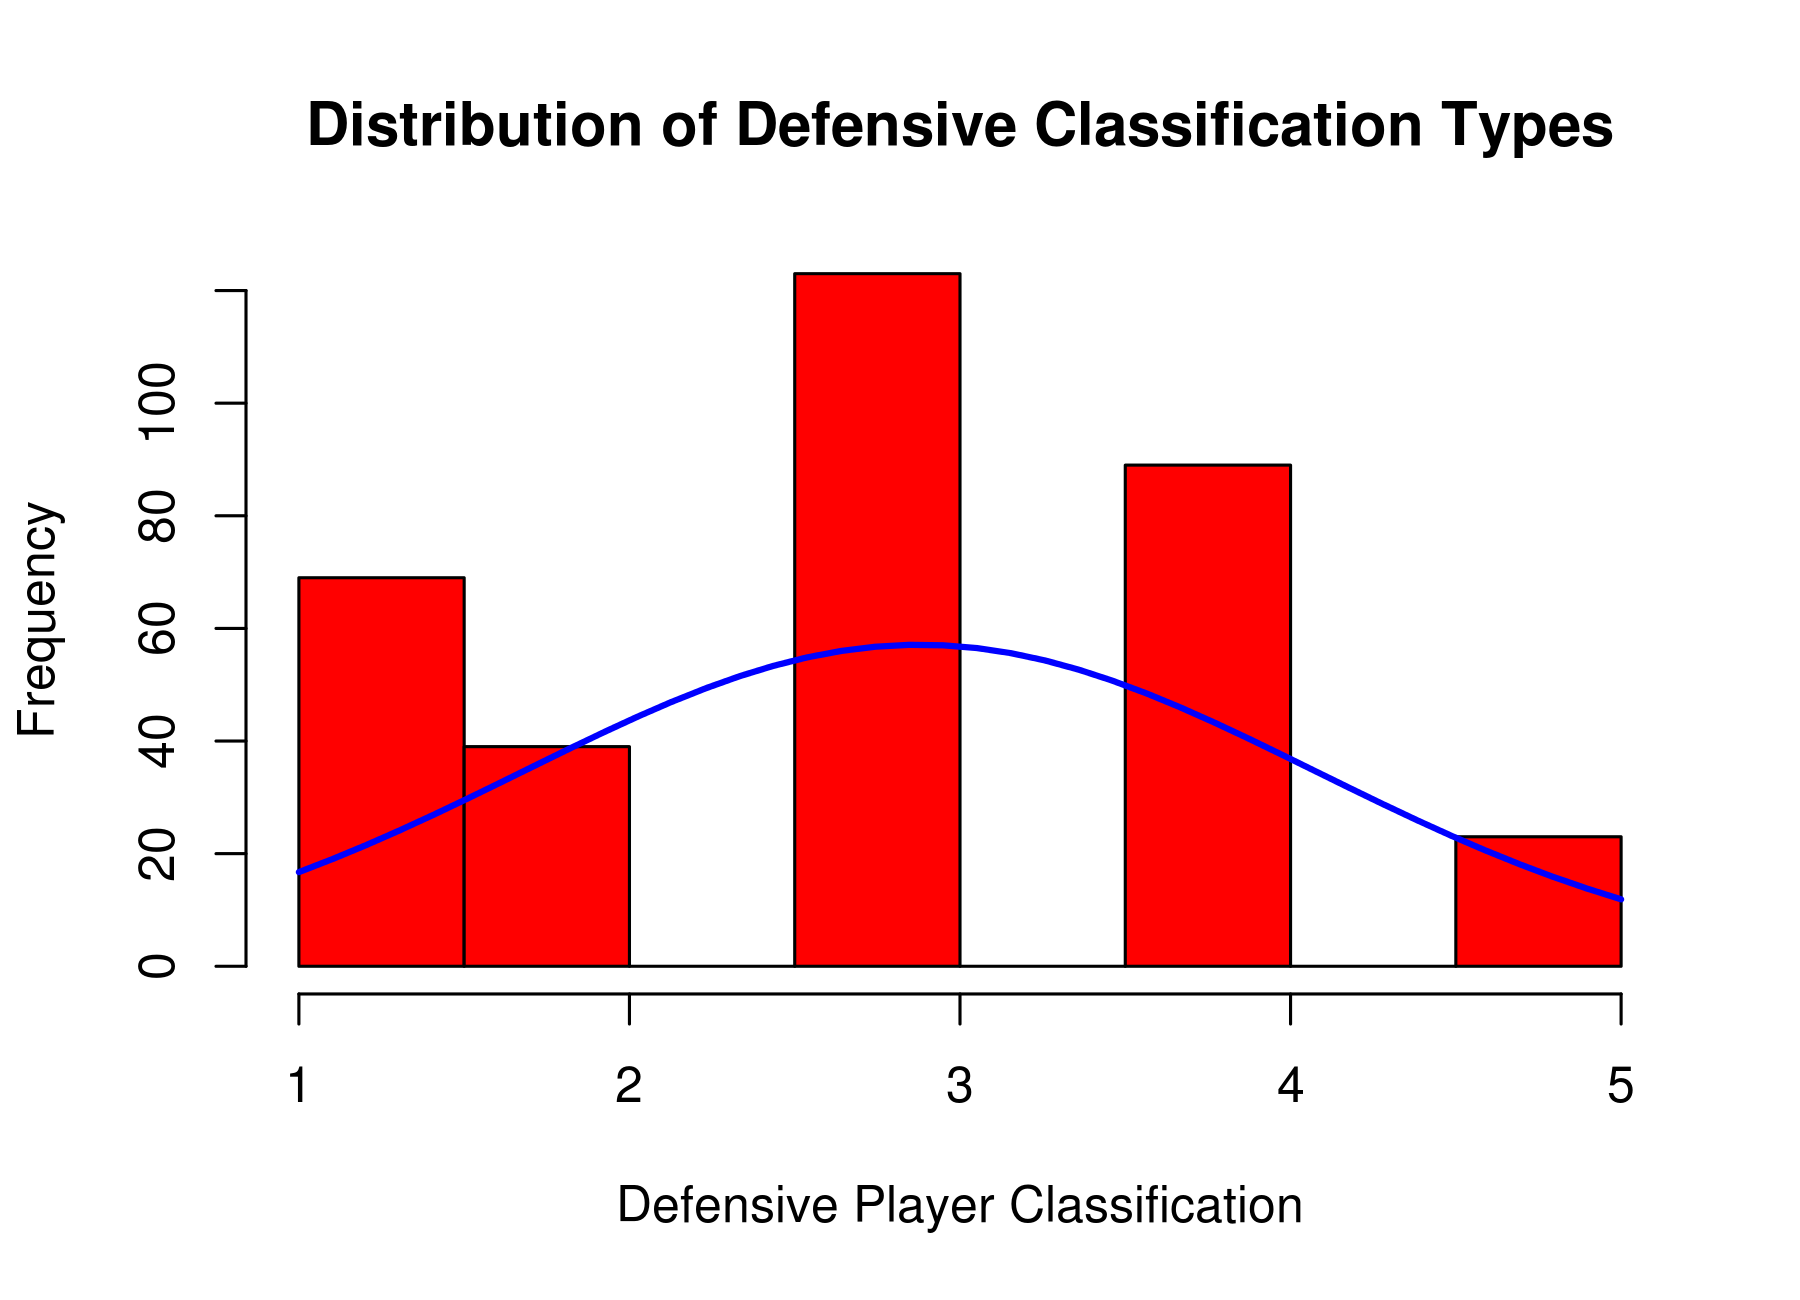 Distribution of Defensive Classification Types
Frequency
100
80
60
40
20
0
1 2 3 4 5
Defensive Player Classification